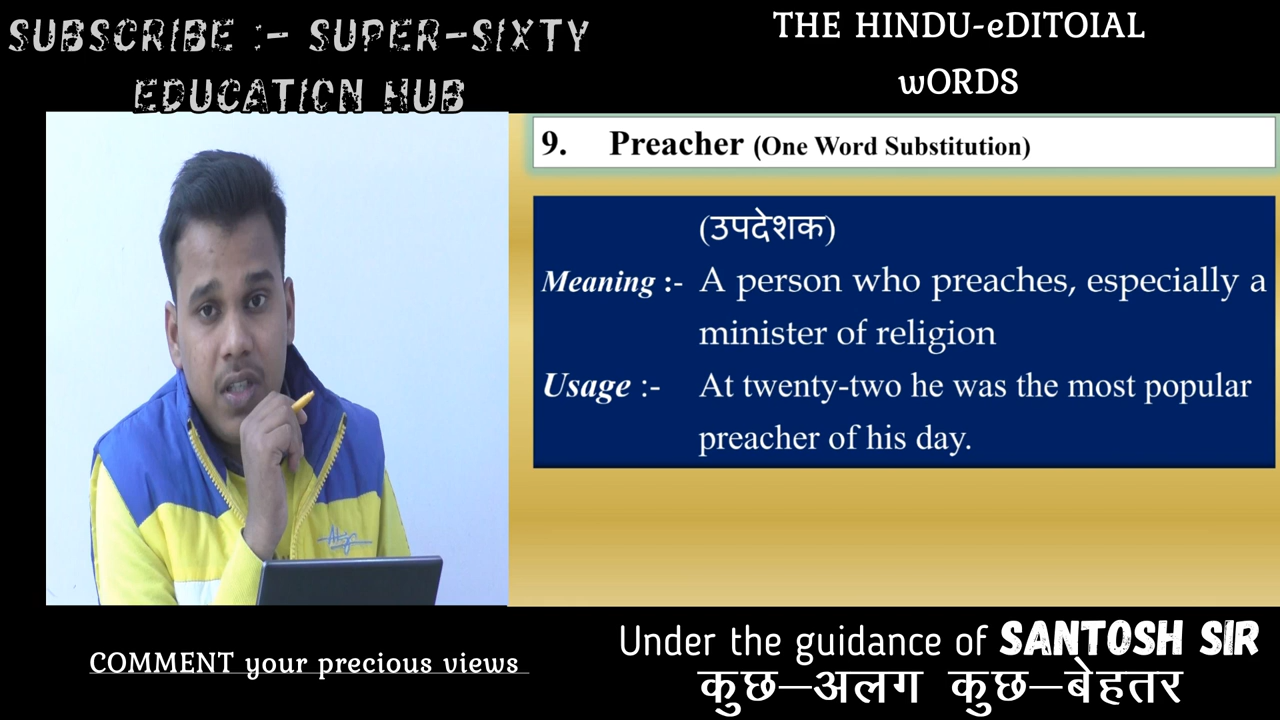 SUBSCRIBE :- SUPER-SIXTY
EDUCATION HUB
THE HINDU-eDITOIAL
wORDS
9. Preacher (One Word Substitution)
(उपदेशक)
Meaning :- A person who preaches, especially a
minister of religion
Usage :- At twenty-two he was the most popular
preacher of his day.
COMMENT your precious views
Under the guidance of SANTOSH SIR
कुछ—अलग कुछ—बेहतर